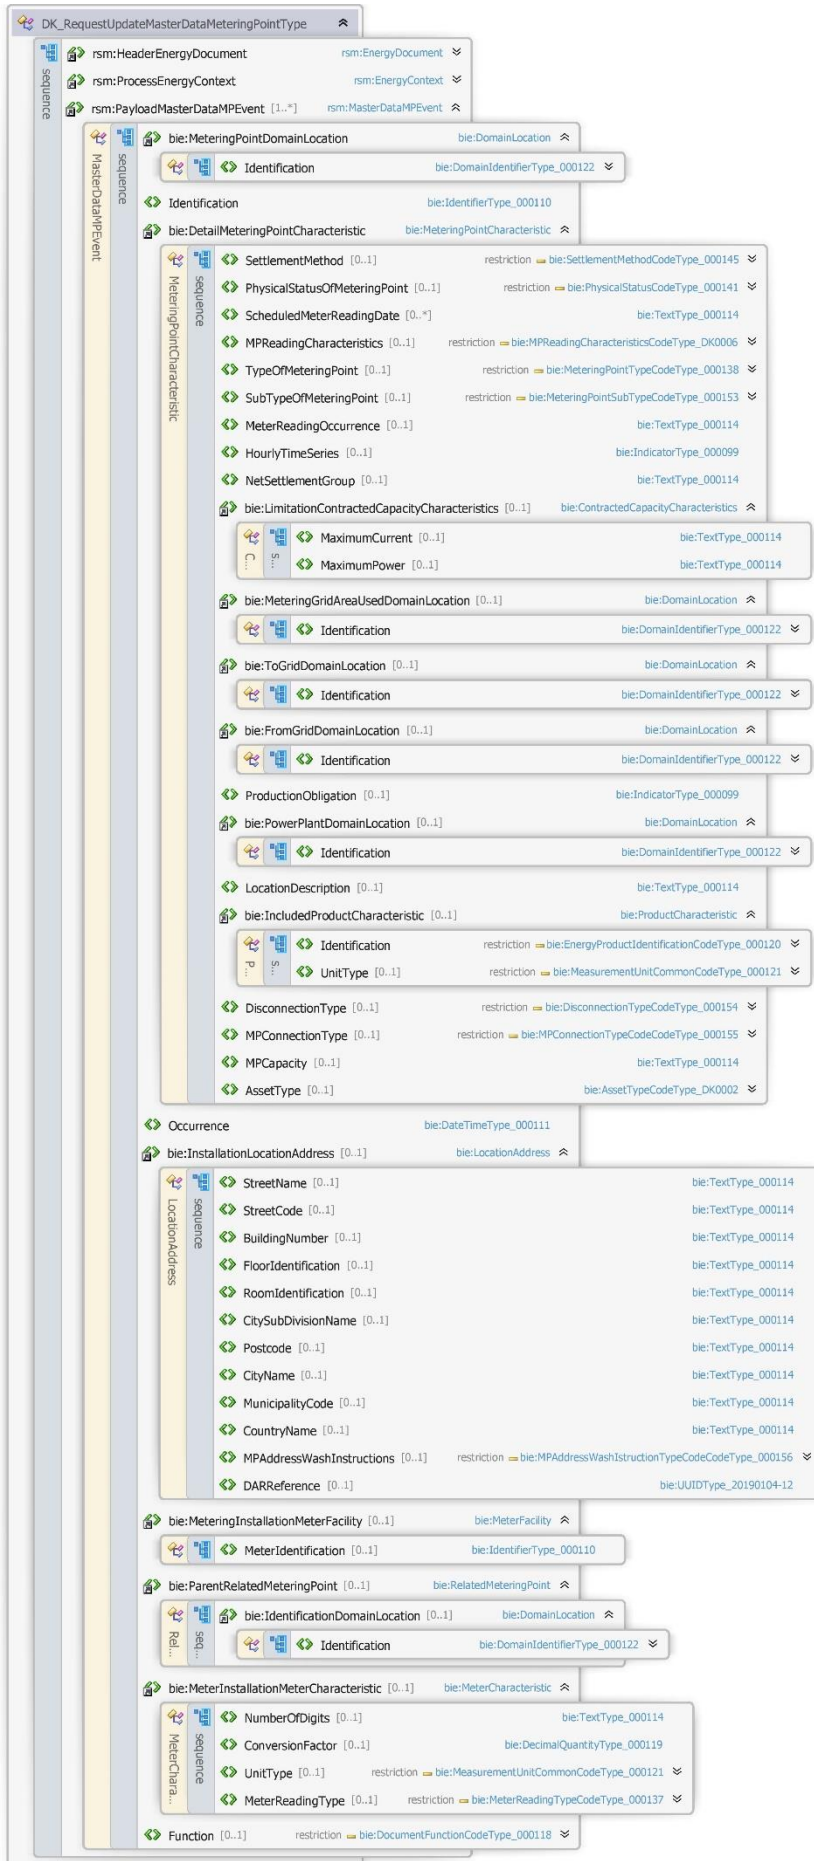 DK_RequestUpdateMasterDataMeteringPointType
sequence
rsm:HeaderEnergyDocument rsm:EnergyDocument
rsm:ProcessEnergyContext rsm:EnergyContext
rsm:PayloadMasterDataMPEvent [1..*] rsm:MasterDataMPEvent
MasterDataMPEvent
sequence
bie:MeteringPointDomainLocation bie:DomainLocation
Identification bie:DomainIdentifierType_000122
Identification bie:IdentifierType_000110
bie:DetailMeteringPointCharacteristic bie:MeteringPointCharacteristic
MeteringPointCharacteristic
sequence
SettlementMethod [0..1] restriction bie:SettlementMethodCodeType_000145
PhysicalStatusOfMeteringPoint [0..1] restriction bie:PhysicalStatusCodeType_000141
ScheduledMeterReadingDate [0..*] bie:TextType_000114
MPReadingCharacteristics [0..1] restriction bie:MPReadingCharacteristicsCodeType_DK0006
TypeOfMeteringPoint [0..1] restriction bie:MeteringPointTypeCodeType_000138
SubTypeOfMeteringPoint [0..1] restriction bie:MeteringPointSubTypeCodeType_000153
MeterReadingOccurrence [0..1] bie:TextType_000114
HourlyTimeSeries [0..1] bie:IndicatorType_000099
NetSettlementGroup [0..1] bie:TextType_000114
bie:LimitationContractedCapacityCharacteristics [0..1] bie:ContractedCapacityCharacteristics
C...
s...
MaximumCurrent [0..1] bie:TextType_000114
MaximumPower [0..1] bie:TextType_000114
bie:MeteringGridAreaUsedDomainLocation [0..1] bie:DomainLocation
Identification bie:DomainIdentifierType_000122
bie:ToGridDomainLocation [0..1] bie:DomainLocation
Identification bie:DomainIdentifierType_000122
bie:FromGridDomainLocation [0..1] bie:DomainLocation
Identification bie:DomainIdentifierType_000122
ProductionObligation [0..1] bie:IndicatorType_000099
bie:PowerPlantDomainLocation [0..1] bie:DomainLocation
Identification bie:DomainIdentifierType_000122
LocationDescription [0..1] bie:TextType_000114
bie:IncludedProductCharacteristic [0..1] bie:ProductCharacteristic
P...
s...
Identification restriction bie:EnergyProductIdentificationCodeType_000120
UnitType [0..1] restriction bie:MeasurementUnitCommonCodeType_000121
DisconnectionType [0..1] restriction bie:DisconnectionTypeCodeType_000154
MPConnectionType [0..1] restriction bie:MPConnectionTypeCodeCodeType_000155
MPCapacity [0..1] bie:TextType_000114
AssetType [0..1] bie:AssetTypeCodeType_DK0002
Occurrence bie:DateTimeType_000111
bie:InstallationLocationAddress [0..1] bie:LocationAddress
LocationAddress
sequence
StreetName [0..1] bie:TextType_000114
StreetCode [0..1] bie:TextType_000114
BuildingNumber [0..1] bie:TextType_000114
FloorIdentification [0..1] bie:TextType_000114
RoomIdentification [0..1] bie:TextType_000114
CitySubDivisionName [0..1] bie:TextType_000114
Postcode [0..1] bie:TextType_000114
CityName [0..1] bie:TextType_000114
MunicipalityCode [0..1] bie:TextType_000114
CountryName [0..1] bie:TextType_000114
MPAddressWashInstructions [0..1] restriction bie:MPAddressWashIstructionTypeCodeCodeType_000156
DARReference [0..1] bie:UUIDType_20190104-12
bie:MeteringInstallationMeterFacility [0..1] bie:MeterFacility
MeterIdentification [0..1] bie:IdentifierType_000110
bie:ParentRelatedMeteringPoint [0..1] bie:RelatedMeteringPoint
Rel...
seq...
bie:IdentificationDomainLocation [0..1] bie:DomainLocation
Identification bie:DomainIdentifierType_000122
bie:MeterInstallationMeterCharacteristic [0..1] bie:MeterCharacteristic
MeterChara...
sequence
NumberOfDigits [0..1] bie:TextType_000114
ConversionFactor [0..1] bie:DecimalQuantityType_000119
UnitType [0..1] restriction bie:MeasurementUnitCommonCodeType_000121
MeterReadingType [0..1] restriction bie:MeterReadingTypeCodeType_000137
Function [0..1] restriction bie:DocumentFunctionCodeType_000118